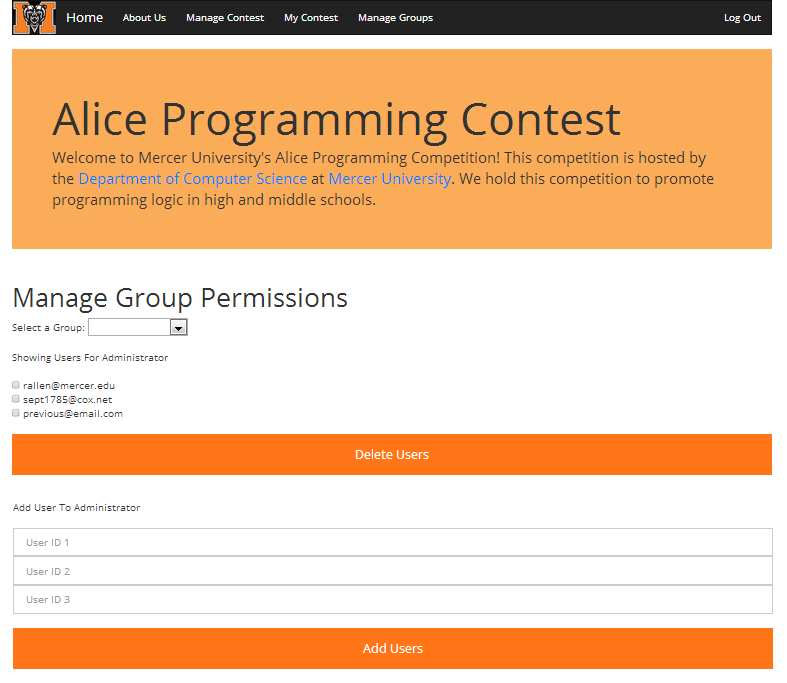 Home About Us Manage Contest My Contest Manage Groups Log Out
Alice Programming Contest
Welcome to Mercer University's Alice Programming Competition! This competition is hosted by
the Department of Computer Science at Mercer University. We hold this competition to promote
programming logic in high and middle schools.
Manage Group Permissions
Select a Group:
Showing Users For Administrator
rallen@mercer.edu
sept1785@cox.net
previous@email.com
Delete Users
Add User To Administrator
User ID 1
User ID 2
User ID 3
Add Users